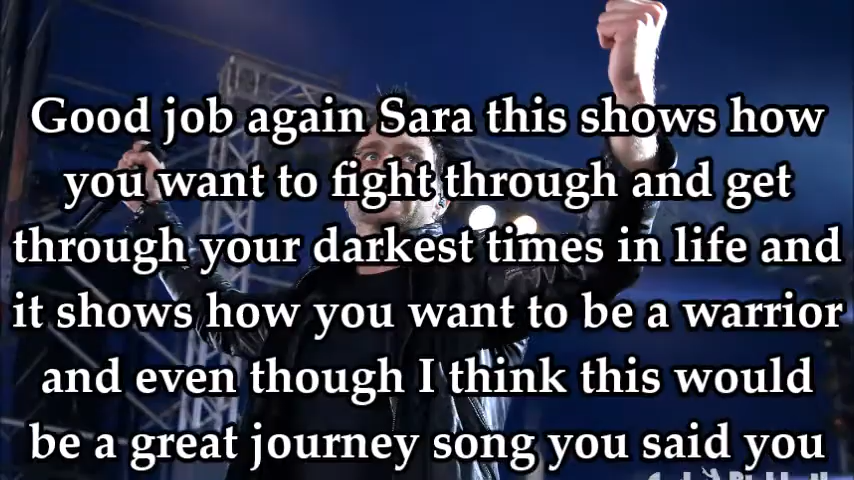 Good job again Sara this shows how
you want to fight through and get
through your darkest times in life and
it shows how you want to be a warrior
and even though I think this would
be a great journey song you said you